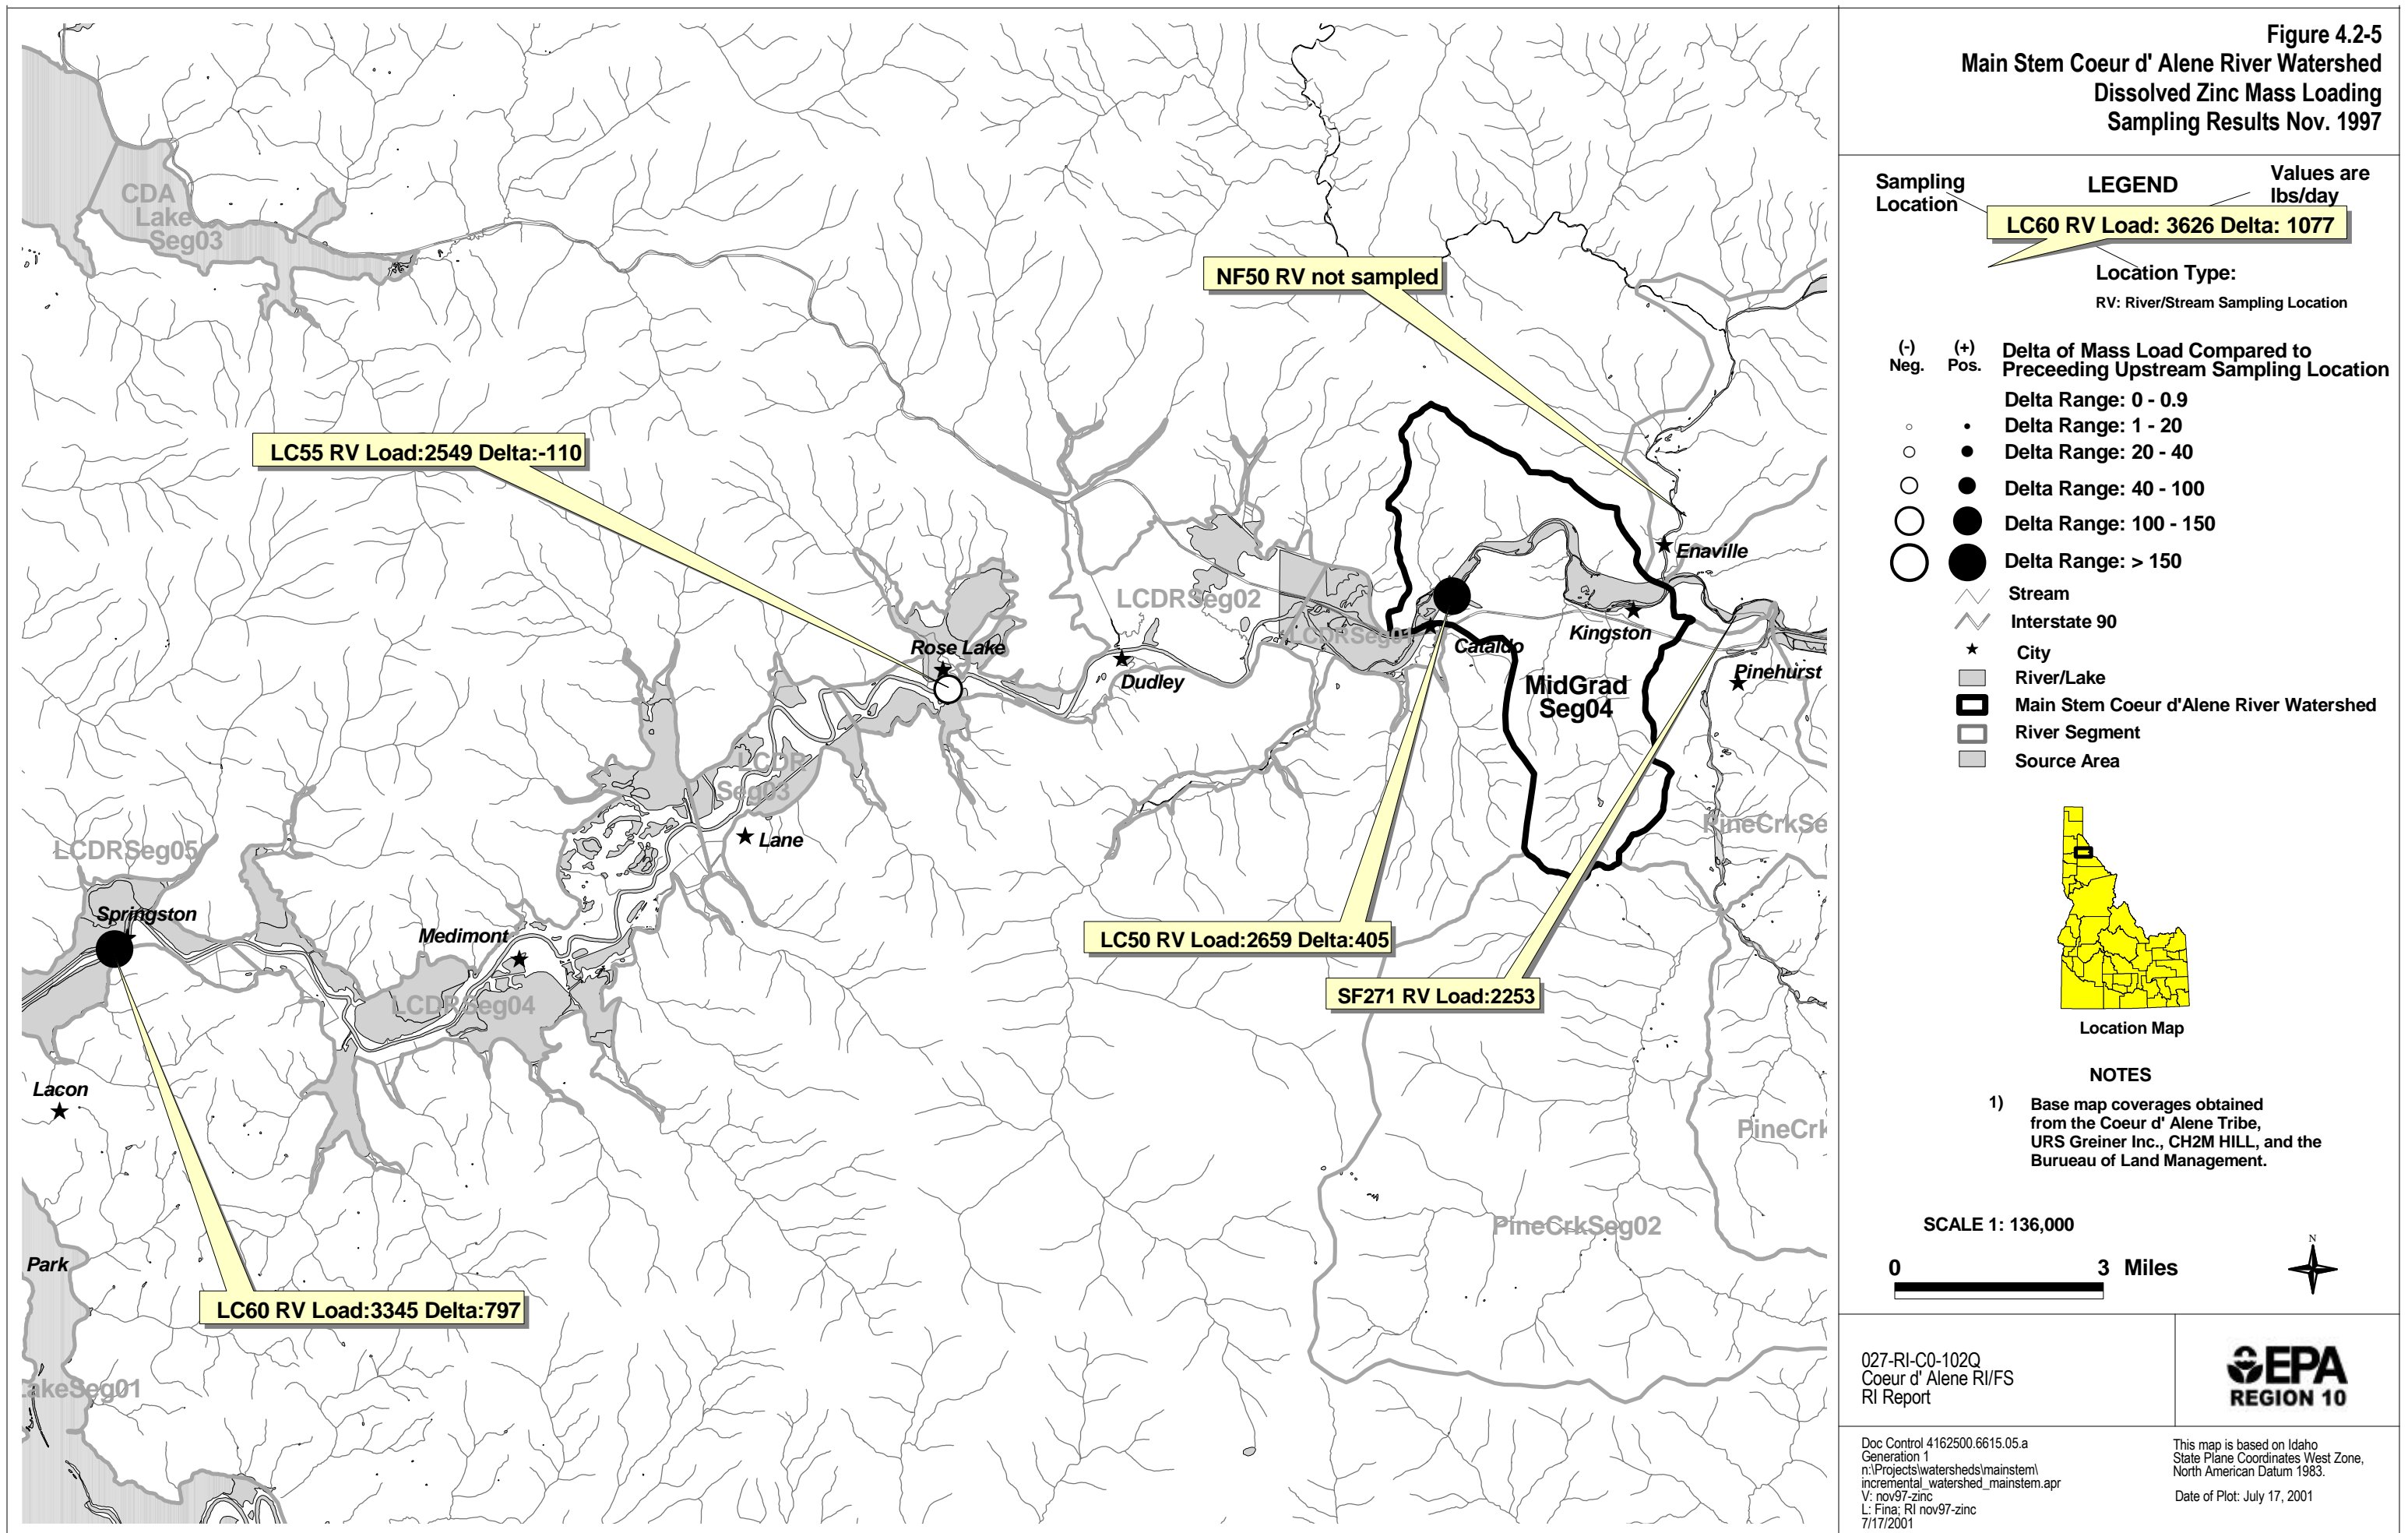 Figure 4.2-5
Main Stem Coeur d' Alene River Watershed
Dissolved Zinc Mass Loading
Sampling Results Nov. 1997
Sampling
Location
LEGEND
Values are
lbs/day
LC60 RV Load: 3626 Delta: 1077
Location Type:
RV: River/Stream Sampling Location
(-)
Neg.
(+)
Pos.
Delta of Mass Load Compared to
Preceeding Upstream Sampling Location
Delta Range: 0 - 0.9
Delta Range: 1 - 20
Delta Range: 20 - 40
Delta Range: 40 - 100
Delta Range: 100 - 150
Delta Range: > 150
Stream
Interstate 90
City
River/Lake
Main Stem Coeur d'Alene River Watershed
River Segment
Source Area
Location Map
NOTES
1) Base map coverages obtained
from the Coeur d' Alene Tribe,
URS Greiner Inc., CH2M HILL, and the
Burueau of Land Management.
SCALE 1: 136,000
0 3 Miles
N
027-RI-C0-102Q
Coeur d' Alene RI/FS
RI Report
EPA
REGION 10
Doc Control 4162500.6615.05.a
Generation 1
n:\Projects\watersheds\mainstem\
incremental_watershed_mainstem.apr
V: nov97-zinc
L: Fina; RI nov97-zinc
7/17/2001
This map is based on Idaho
State Plane Coordinates West Zone,
North American Datum 1983.
Date of Plot: July 17, 2001
CDA
Lake
Seg03
NF50 RV not sampled
LC55 RV Load:2549 Delta:-110
Enaville
LCDRSeg02
LCDRSeg01
Kingston
Cataldo
Rose Lake
Dudley
Pinehurst
MidGrad
Seg04
LCDR
Seg03
Lane
PineCrkSe
LCDRSeg05
Springston
Medimont
LC50 RV Load:2659 Delta:405
SF271 RV Load:2253
LCDRSeg04
Lacon
PineCrk
PineCrkSeg02
Park
LC60 RV Load:3345 Delta:797
LakeSeg01